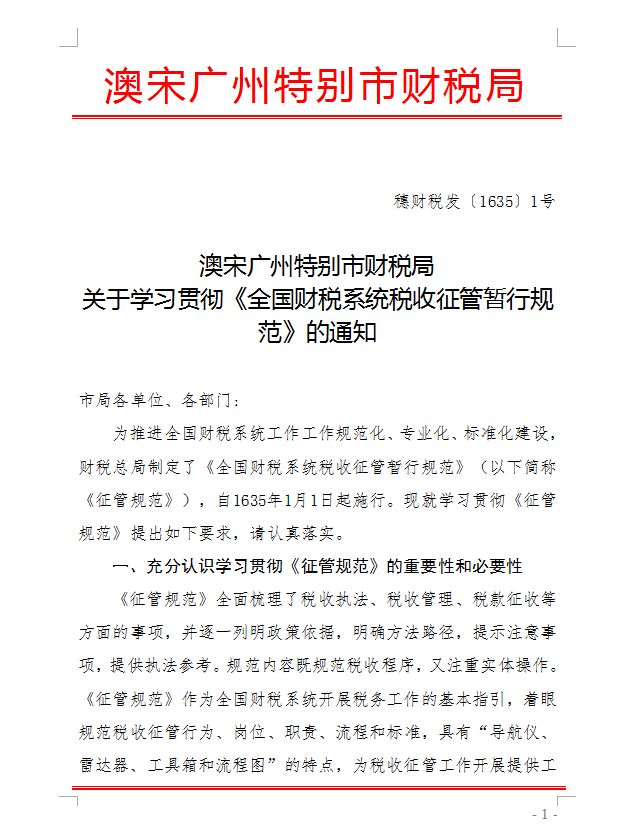 澳宋广州特别市财税局
穗财税发〔1635〕1号
澳宋广州特别市财税局
关于学习贯彻《全国财税系统税收征管暂行规
范》的通知
市局各单位、各部门：
为推进全国财税系统工作工作规范化、专业化、标准化建设，
财税总局制定了《全国财税系统税收征管暂行规范》（以下简称
《征管规范》），自1635年1月1日起施行。现就学习贯彻《征管
规范》提出如下要求，请认真落实。
一、充分认识学习贯彻《征管规范》的重要性和必要性
《征管规范》全面梳理了税收执法、税收管理、税款征收等
方面的事项，并逐一列明政策依据，明确方法路径，提示注意事
项，提供执法参考。规范内容既规范税收程序，又注重实体操作。
《征管规范》作为全国财税系统开展税务工作的基本指引，着眼
规范税收征管行为、岗位、职责、流程和标准，具有“导航仪、
雷达器、工具箱和流程图”的特点，为税收征管工作开展提供工
- 1 -